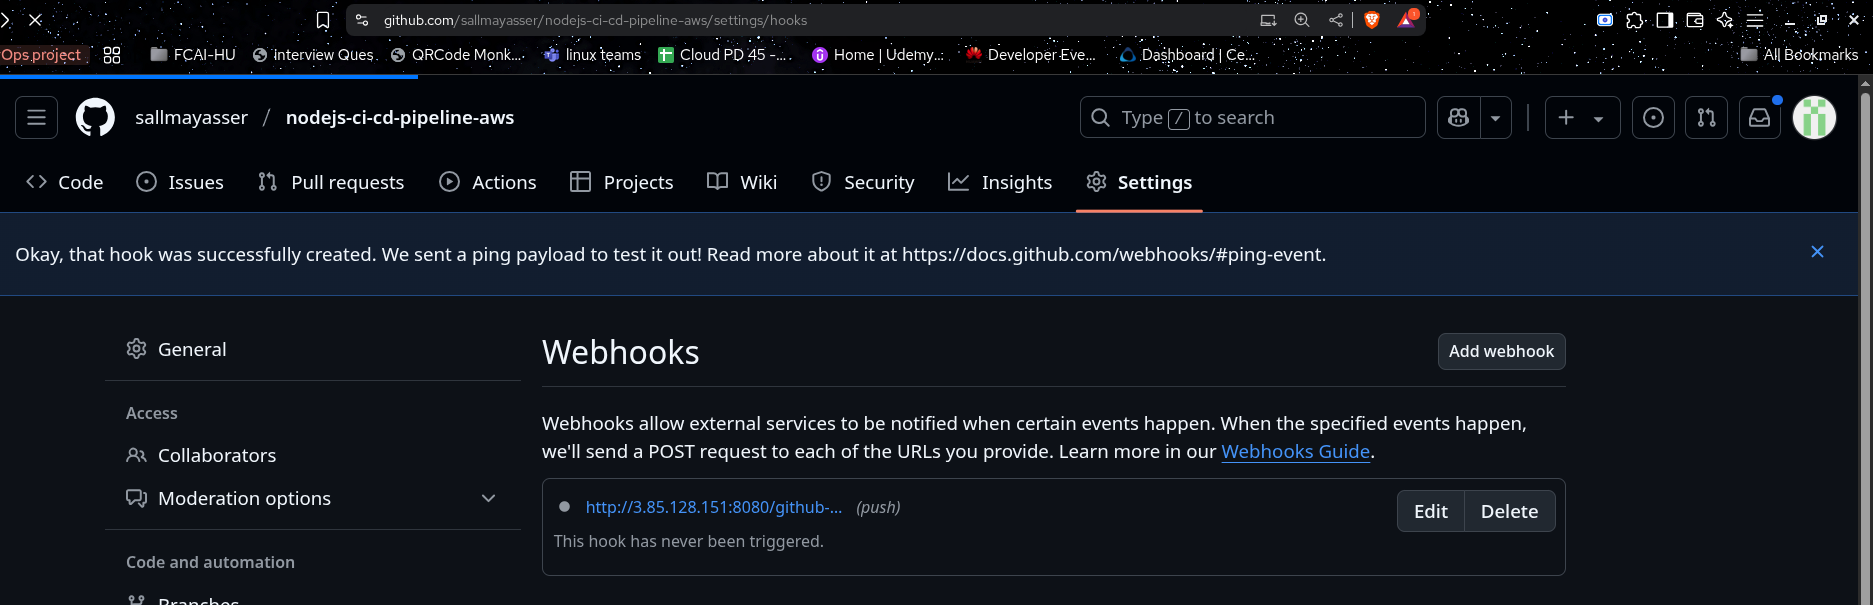 github.com/sallmayasser/nodejs-ci-cd-pipeline-aws/settings/hooks
Ops project FCAI-HU interview Ques. QRCode Monk... linux teams Cloud PD 45 -... Home | Udemy... Developer Eve... Dashboard | Ce... All Bookmarks
sallmayasser / nodejs-ci-cd-pipeline-aws Type / to search
Code Issues Pull requests Actions Projects Wiki Security Insights Settings
Okay, that hook was successfully created. We sent a ping payload to test it out! Read more about it at https://docs.github.com/webhooks/#ping-event.
General
Access
Collaborators
Moderation options
Code and automation
Branches
Webhooks Add webhook
Webhooks allow external services to be notified when certain events happen. When the specified events happen,
we'll send a POST request to each of the URLs you provide. Learn more in our Webhooks Guide.
http://3.85.128.151:8080/github-... (push) Edit Delete
This hook has never been triggered.